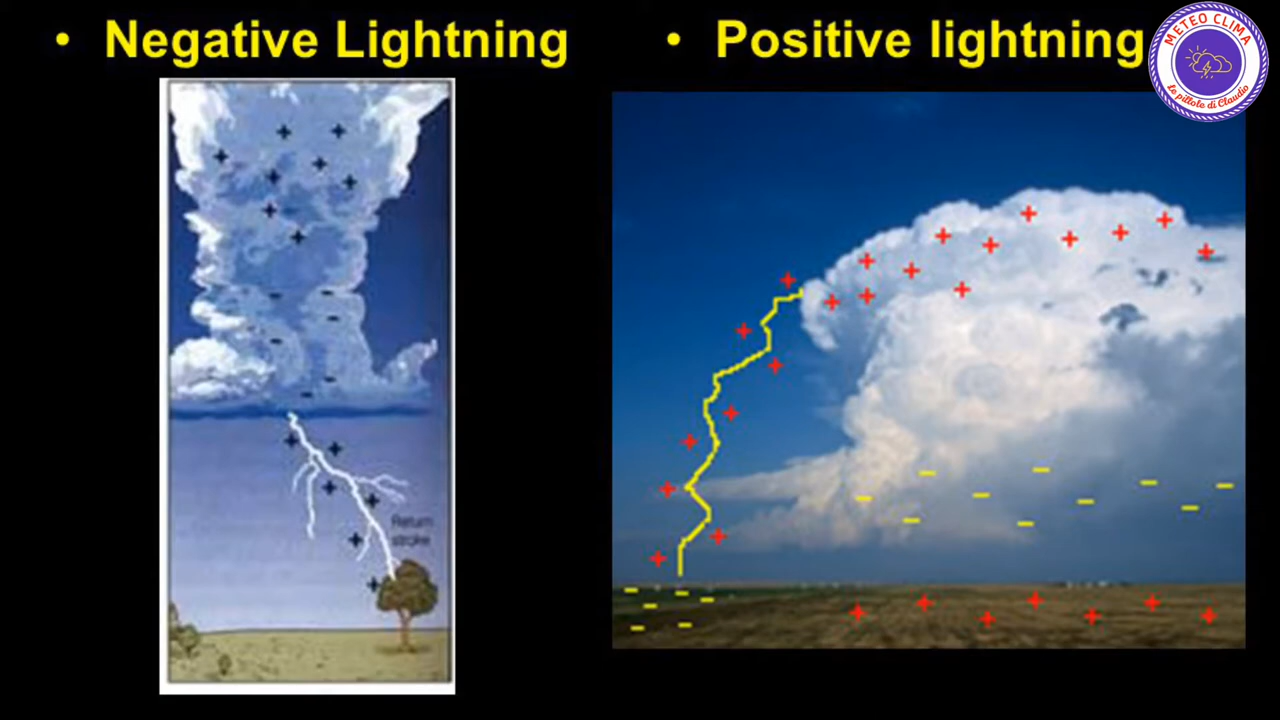 • Negative Lightning
• Positive lightning
METEO CLIMA
Le pillole di Claudio
Return
stroke